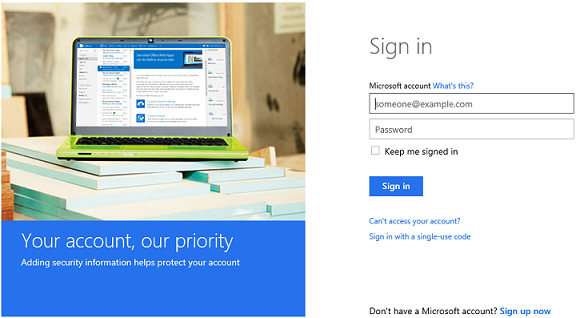 Sign in
Microsoft account What's this?
someone@example.com
Password
Keep me signed in
Sign in
Can't access your account?
Sign in with a single-use code
Your account, our priority
Adding security information helps protect your account
Don't have a Microsoft account? Sign up now